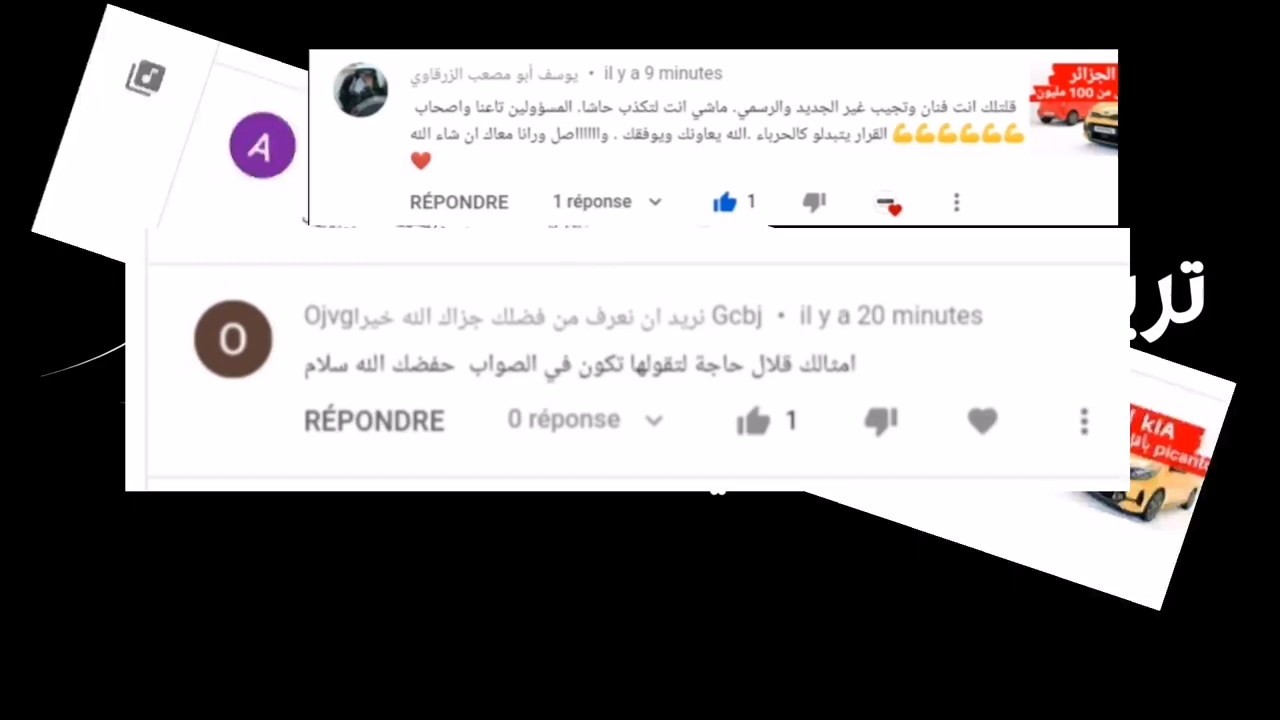 يوسف أبو مصعب الزرقاوي • il y a 9 minutes
قلتلك انت فنان وتجيب غير الجديد والرسمي. ماشي انت لتكذب حاشا. المسؤولين تاعنا واصحاب
القرار يتبدلو كالحرباء .الله يعاونك ويوفقك . واااااااصل ورانا معاك ان شاء الله 💪💪💪💪💪💪
❤️
RÉPONDRE 1 réponse 1
الجزائر
من 100 مليون
A
O
Ojvgنريد ان نعرف من فضلك جزاك الله خيرا Gcbj • il y a 20 minutes
امثالك قلال حاجة لتقولها تكون في الصواب حفضك الله سلام
RÉPONDRE 0 réponse 1
kIA
picanto